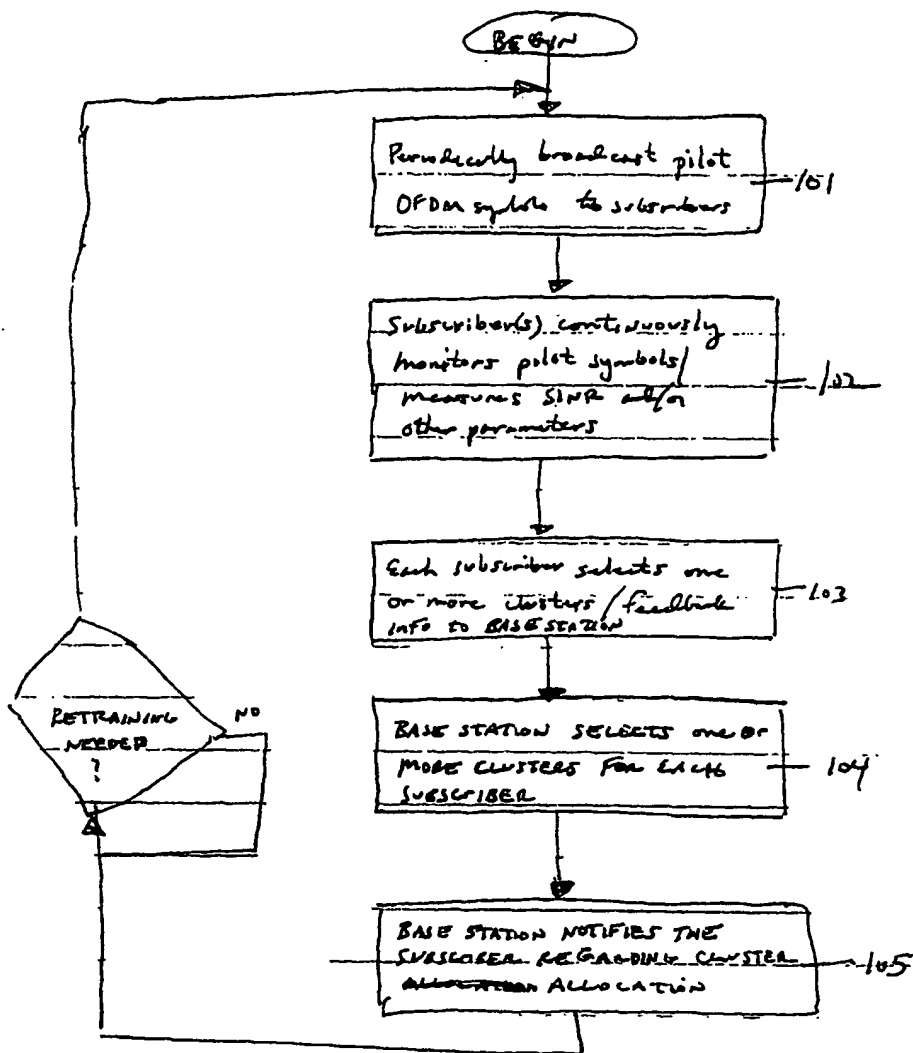 BEGIN
Periodically broadcast pilot
OFDM symbols to subscribers
101
Subscriber(s) continuously
monitors pilot symbols/
measures SINR and/or
other parameters
102
Each subscriber selects one
or more clusters/feedback
info to BASE STATION
103
BASE STATION SELECTS one or
MORE CLUSTERS FOR EACH
SUBSCRIBER
104
BASE STATION NOTIFIES THE
SUBSCRIBER REGARDING CLUSTER
ALLOCATION
105
RETRAINING
NEEDED
?
NO